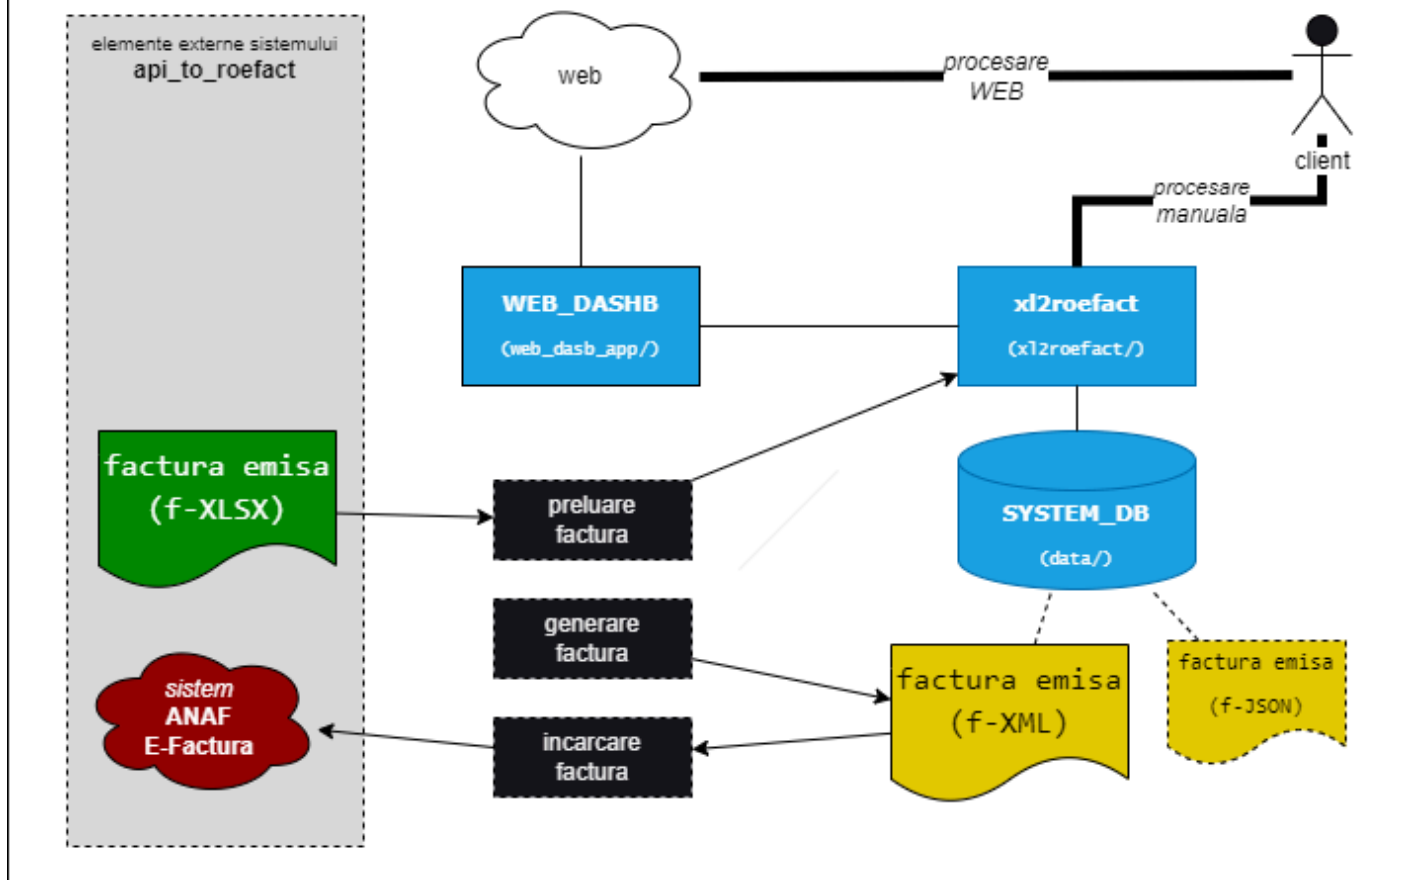 elemente externe sistemului
api_to_roefact
web
procesare
WEB
client
procesare
manuala
WEB_DASHB
(web_dasb_app/)
xl2roefact
(xl2roefact/)
factura emisa
(f-XLSX)
preluare
factura
SYSTEM_DB
(data/)
generare
factura
factura emisa
(f-XML)
factura emisa
(f-JSON)
sistem
ANAF
E-Factura
incarcare
factura